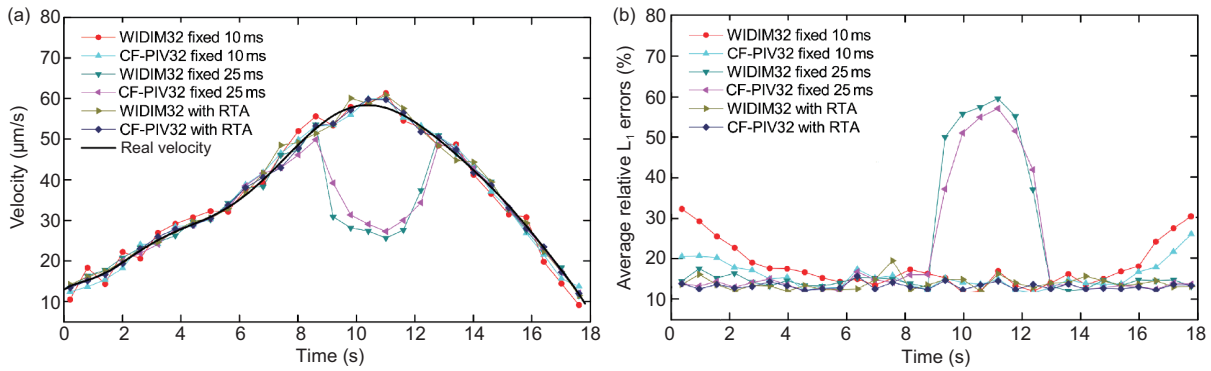 (a)
80
70
60
50
40
30
20
10
Velocity (µm/s)
WIDIM32 fixed 10 ms
CF-PIV32 fixed 10 ms
WIDIM32 fixed 25 ms
CF-PIV32 fixed 25 ms
WIDIM32 with RTA
CF-PIV32 with RTA
Real velocity
0 2 4 6 8 10 12 14 16 18
Time (s)
(b)
80
70
60
50
40
30
20
10
Average relative L1 errors (%)
WIDIM32 fixed 10 ms
CF-PIV32 fixed 10 ms
WIDIM32 fixed 25 ms
CF-PIV32 fixed 25 ms
WIDIM32 with RTA
CF-PIV32 with RTA
0 2 4 6 8 10 12 14 16 18
Time (s)